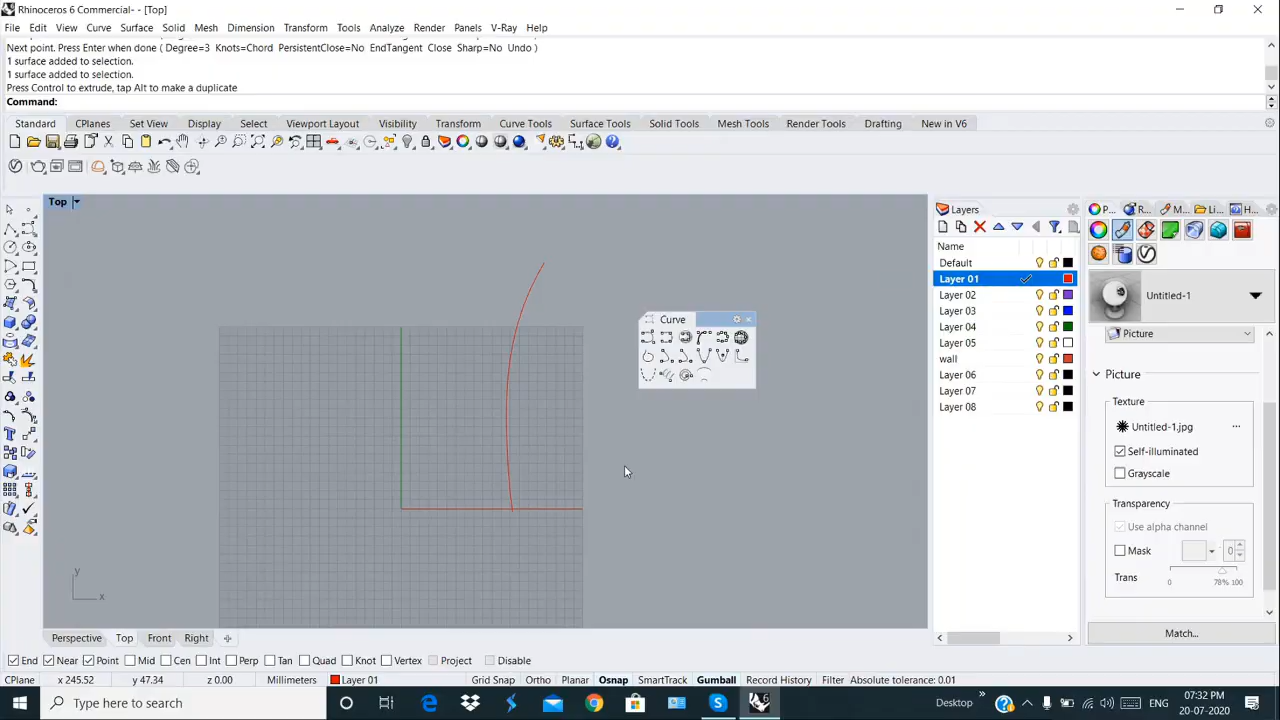 Rhinoceros 6 Commercial- - [Top]
File Edit View Curve Surface Solid Mesh Dimension Transform Tools Analyze Render Panels V-Ray Help
Next point. Press Enter when done ( Degree=3 Knots=Chord PersistentClose=No EndTangent Close Sharp=No Undo )
1 surface added to selection.
1 surface added to selection.
Press Control to extrude, tap Alt to make a duplicate
Command:
Standard CPlanes Set View Display Select Viewport Layout Visibility Transform Curve Tools Surface Tools Solid Tools Mesh Tools Render Tools Drafting New in V6
Top
Layers
P... R... M... Li... H...
Name
Default
Layer 01
Layer 02
Layer 03
Layer 04
Layer 05
wall
Layer 06
Layer 07
Layer 08
Untitled-1
Picture
Picture
Texture
Untitled-1.jpg ...
Self-illuminated
Grayscale
Transparency
Use alpha channel
Mask 0
Trans 0 78% 100
Match...
Curve
y
x
Perspective Top Front Right
End Near Point Mid Cen Int Perp Tan Quad Knot Vertex Project Disable
CPlane x 245.52 y 47.34 z 0.00 Millimeters Layer 01 Grid Snap Ortho Planar Osnap SmartTrack Gumball Record History Filter Absolute tolerance: 0.01
Type here to search
Desktop
ENG
07:32 PM
20-07-2020